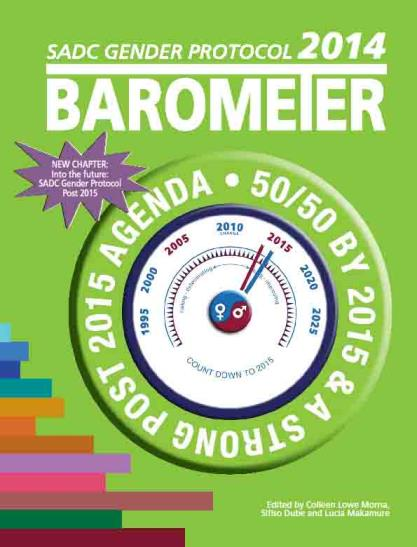 SADC GENDER PROTOCOL 2014
BAROMETER
NEW CHAPTER:
Into the future:
SADC Gender Protocol
Post 2015
50/50 BY 2015 & A STRONG POST 2015 AGENDA •
1995
2000
2005
2010
CHANGE
2015
2020
2025
COUNT DOWN TO 2015
Edited by Colleen Lowe Morna,
Sifiso Dube and Lucia Makamure